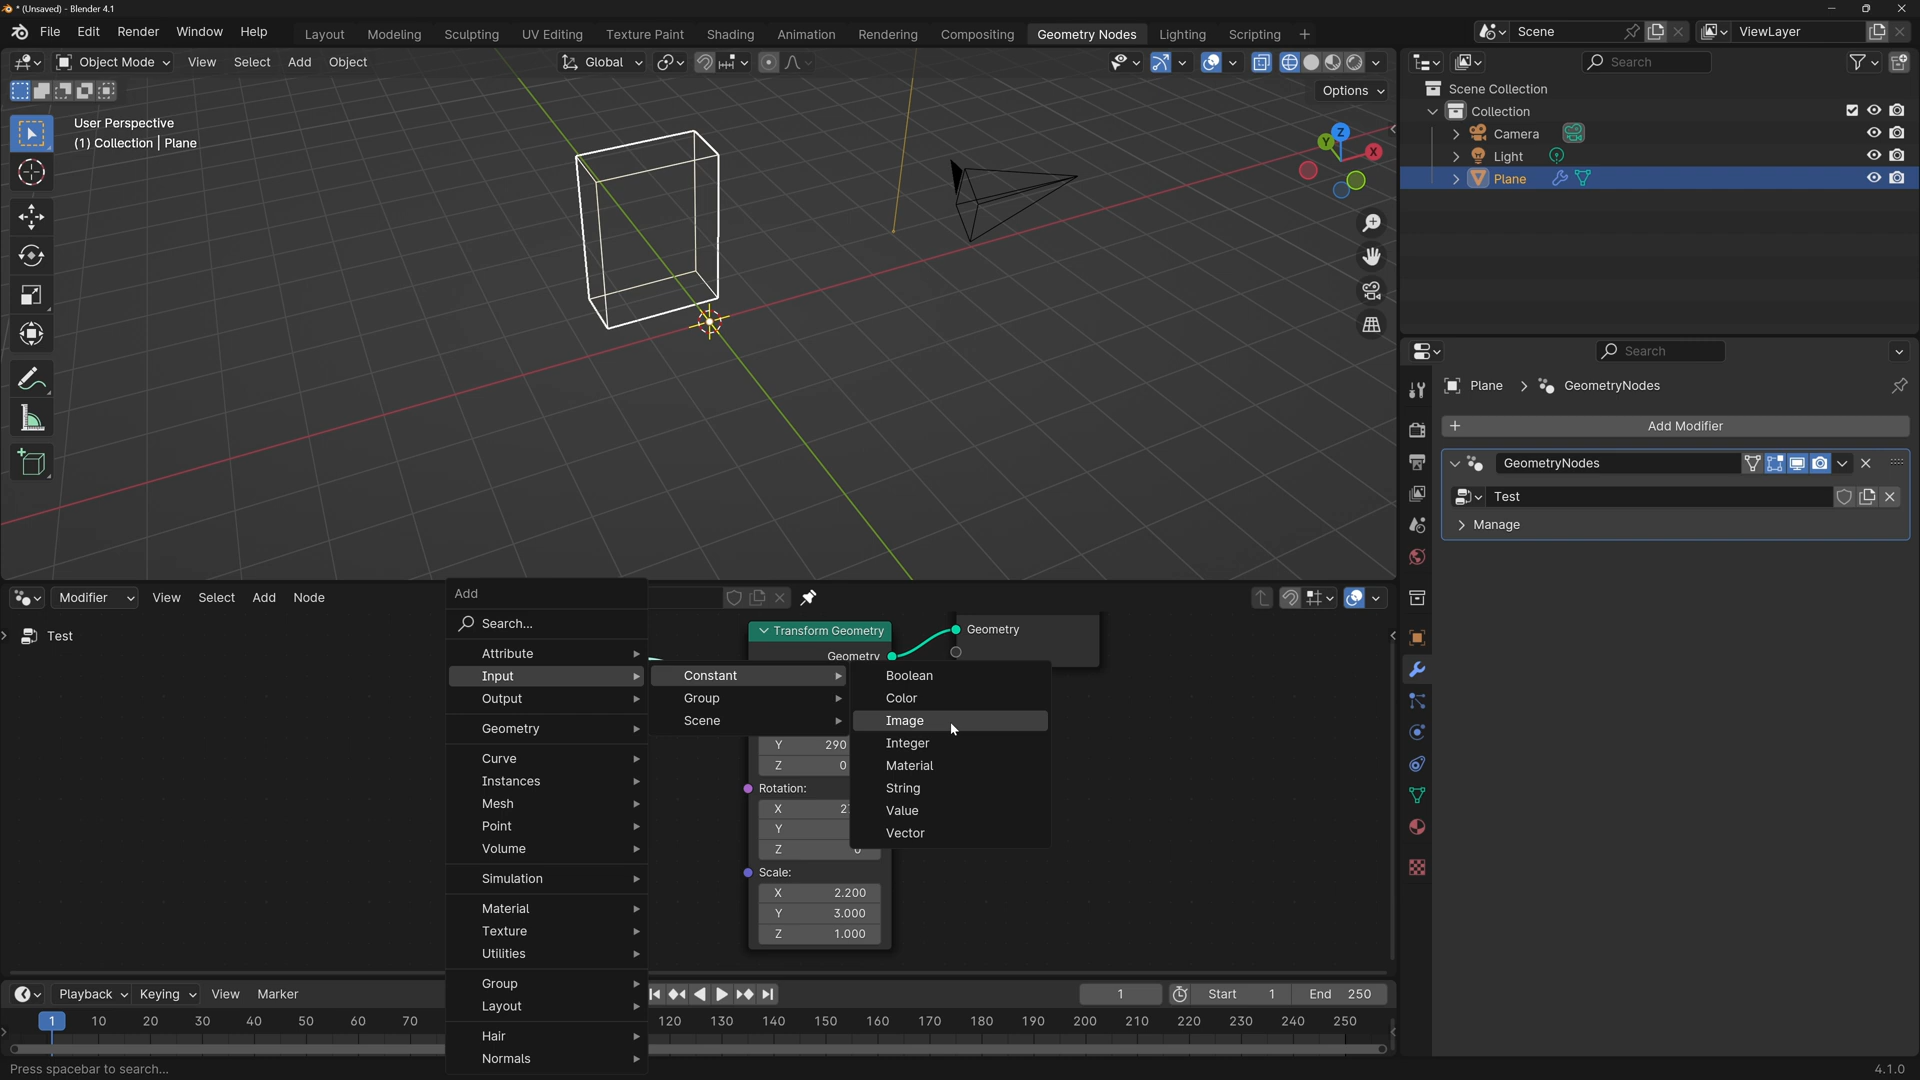 * (Unsaved) - Blender 4.1
File Edit Render Window Help
Layout Modeling Sculpting UV Editing Texture Paint Shading Animation Rendering Compositing Geometry Nodes Lighting Scripting +
Scene
ViewLayer
Object Mode View Select Add Object
Global
Options
User Perspective
(1) Collection | Plane
Z
Y
X
Search
Scene Collection
Collection
Camera
Light
Plane
Search
Plane > GeometryNodes
+ Add Modifier
GeometryNodes
Test
Manage
Modifier View Select Add Node
Test
Add
Search...
Attribute
Input
Output
Geometry
Curve
Instances
Mesh
Point
Volume
Simulation
Material
Texture
Utilities
Group
Layout
Hair
Normals
Constant
Group
Scene
Boolean
Color
Image
Integer
Material
String
Value
Vector
Transform Geometry
Geometry
Y 290
Z 0
Rotation:
X
Y
Z 0
Scale:
X 2.200
Y 3.000
Z 1.000
Geometry
Playback Keying View Marker
1
Start 1
End 250
1 10 20 30 40 50 60 70 120 130 140 150 160 170 180 190 200 210 220 230 240 250
Press spacebar to search...
4.1.0